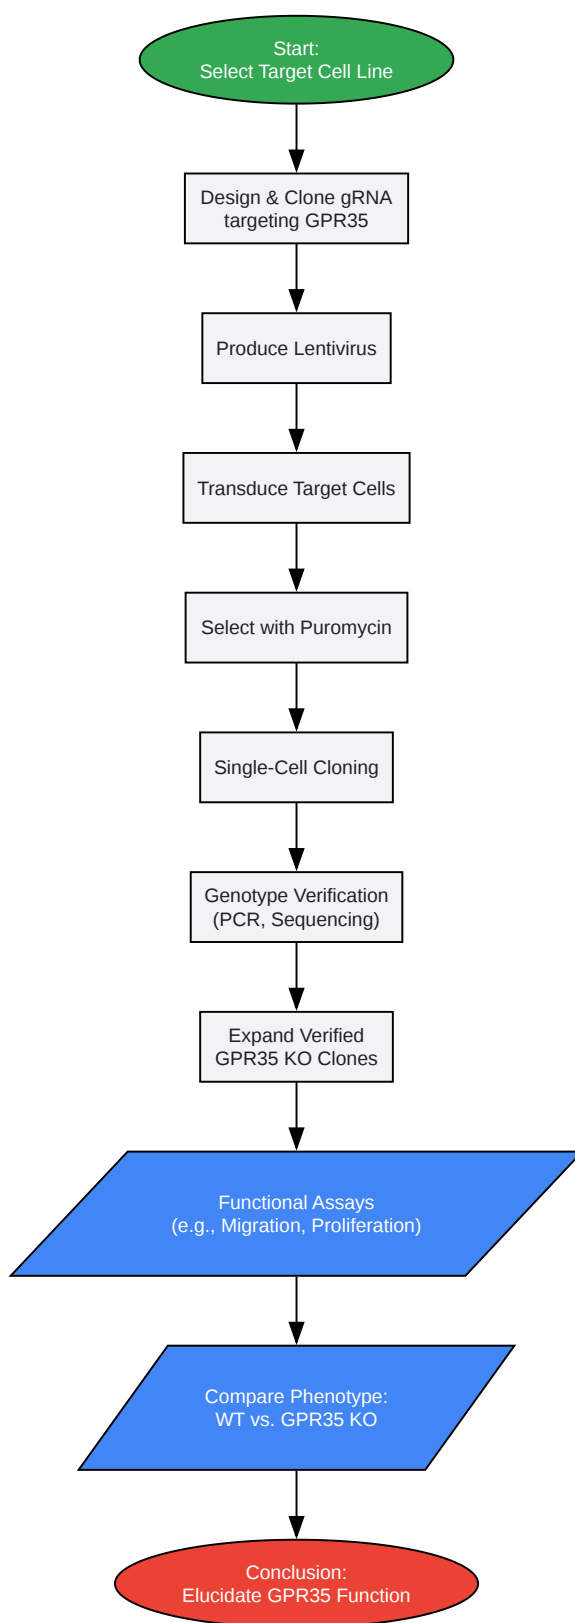 Start:
Select Target Cell Line
Design & Clone gRNA
targeting GPR35
Produce Lentivirus
Transduce Target Cells
Select with Puromycin
Single-Cell Cloning
Genotype Verification
(PCR, Sequencing)
Expand Verified
GPR35 KO Clones
Functional Assays
(e.g., Migration, Proliferation)
Compare Phenotype:
WT vs. GPR35 KO
Conclusion:
Elucidate GPR35 Function